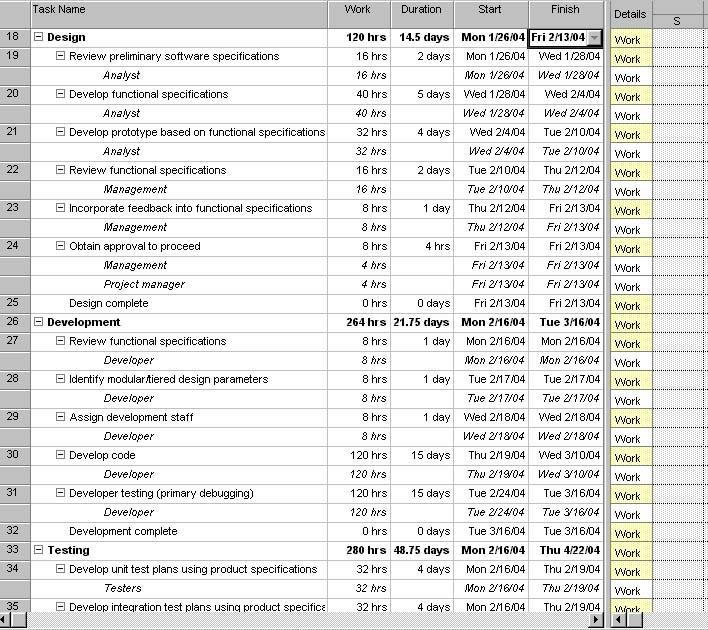 Task Name Work Duration Start Finish Details S
18 Design 120 hrs 14.5 days Mon 1/26/04 Fri 2/13/04 Work
19 Review preliminary software specifications 16 hrs 2 days Mon 1/26/04 Wed 1/28/04 Work
Analyst 16 hrs Mon 1/26/04 Wed 1/28/04 Work
20 Develop functional specifications 40 hrs 5 days Wed 1/28/04 Wed 2/4/04 Work
Analyst 40 hrs Wed 1/28/04 Wed 2/4/04 Work
21 Develop prototype based on functional specifications 32 hrs 4 days Wed 2/4/04 Tue 2/10/04 Work
Analyst 32 hrs Wed 2/4/04 Tue 2/10/04 Work
22 Review functional specifications 16 hrs 2 days Tue 2/10/04 Thu 2/12/04 Work
Management 16 hrs Tue 2/10/04 Thu 2/12/04 Work
23 Incorporate feedback into functional specifications 8 hrs 1 day Thu 2/12/04 Fri 2/13/04 Work
Management 8 hrs Thu 2/12/04 Fri 2/13/04 Work
24 Obtain approval to proceed 8 hrs 4 hrs Fri 2/13/04 Fri 2/13/04 Work
Management 4 hrs Fri 2/13/04 Fri 2/13/04 Work
Project manager 4 hrs Fri 2/13/04 Fri 2/13/04 Work
25 Design complete 0 hrs 0 days Fri 2/13/04 Fri 2/13/04 Work
26 Development 264 hrs 21.75 days Mon 2/16/04 Tue 3/16/04 Work
27 Review functional specifications 8 hrs 1 day Mon 2/16/04 Mon 2/16/04 Work
Developer 8 hrs Mon 2/16/04 Mon 2/16/04 Work
28 Identify modular/tiered design parameters 8 hrs 1 day Tue 2/17/04 Tue 2/17/04 Work
Developer 8 hrs Tue 2/17/04 Tue 2/17/04 Work
29 Assign development staff 8 hrs 1 day Wed 2/18/04 Wed 2/18/04 Work
Developer 8 hrs Wed 2/18/04 Wed 2/18/04 Work
30 Develop code 120 hrs 15 days Thu 2/19/04 Wed 3/10/04 Work
Developer 120 hrs Thu 2/19/04 Wed 3/10/04 Work
31 Developer testing (primary debugging) 120 hrs 15 days Tue 2/24/04 Tue 3/16/04 Work
Developer 120 hrs Tue 2/24/04 Tue 3/16/04 Work
32 Development complete 0 hrs 0 days Tue 3/16/04 Tue 3/16/04 Work
33 Testing 280 hrs 48.75 days Mon 2/16/04 Thu 4/22/04 Work
34 Develop unit test plans using product specifications 32 hrs 4 days Mon 2/16/04 Thu 2/19/04 Work
Testers 32 hrs Mon 2/16/04 Thu 2/19/04 Work
35 Develop integration test plans using product specifica 32 hrs 4 days Mon 2/16/04 Thu 2/19/04 Work